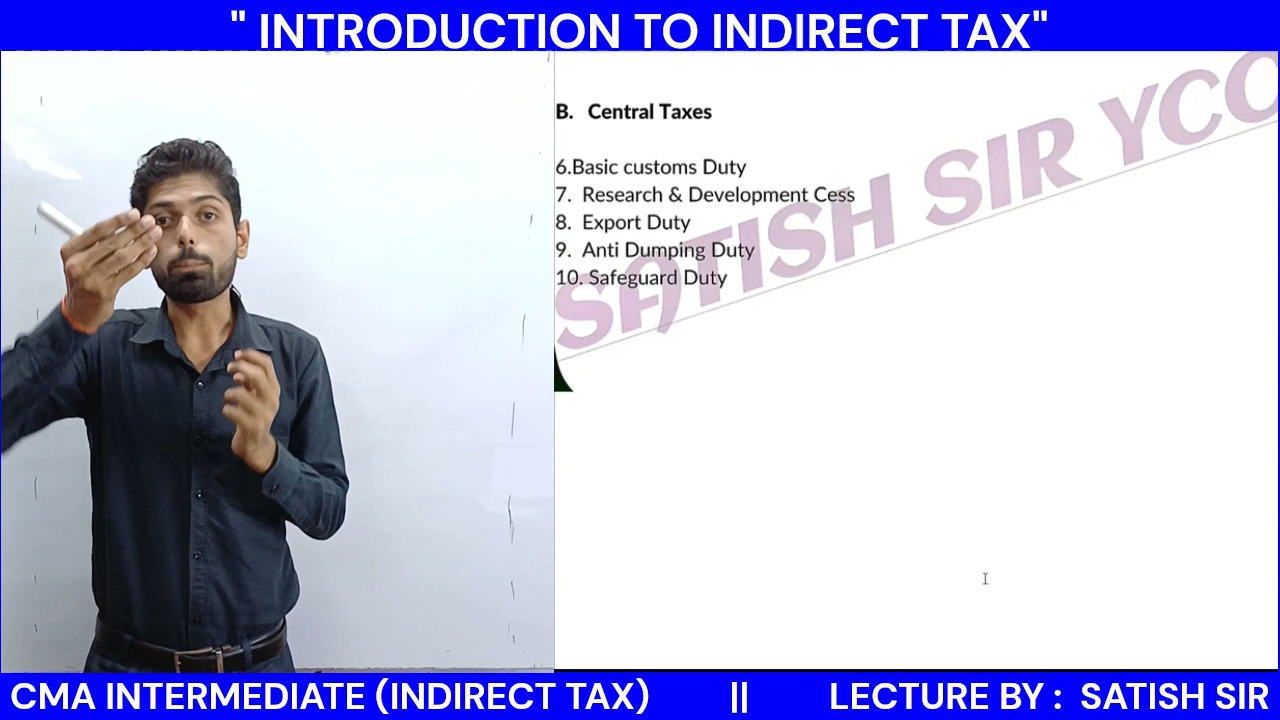 " INTRODUCTION TO INDIRECT TAX"
B. Central Taxes
6.Basic customs Duty
7. Research & Development Cess
8. Export Duty
9. Anti Dumping Duty
10. Safeguard Duty
SATISH SIR YCO
CMA INTERMEDIATE (INDIRECT TAX) || LECTURE BY : SATISH SIR